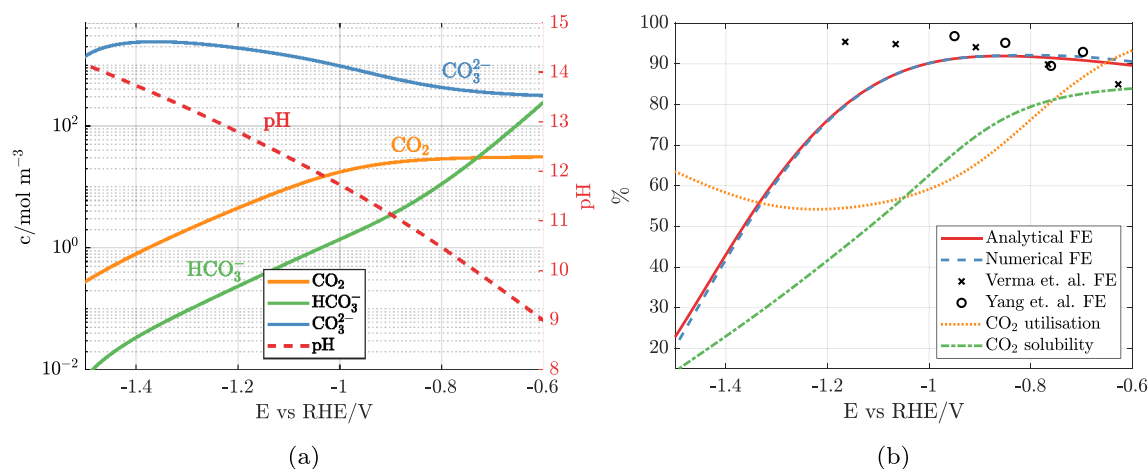 c/mol m⁻³
10²
10⁰
10⁻²
CO₃²⁻
pH
CO₂
HCO₃⁻
CO₂
HCO₃⁻
CO₃²⁻
pH
15
14
13
12
11
10
9
8
pH
-1.4 -1.2 -1 -0.8 -0.6
E vs RHE/V
(a)
%
100
90
80
70
60
50
40
30
20
Analytical FE
Numerical FE
Verma et. al. FE
Yang et. al. FE
CO₂ utilisation
CO₂ solubility
-1.4 -1.2 -1 -0.8 -0.6
E vs RHE/V
(b)